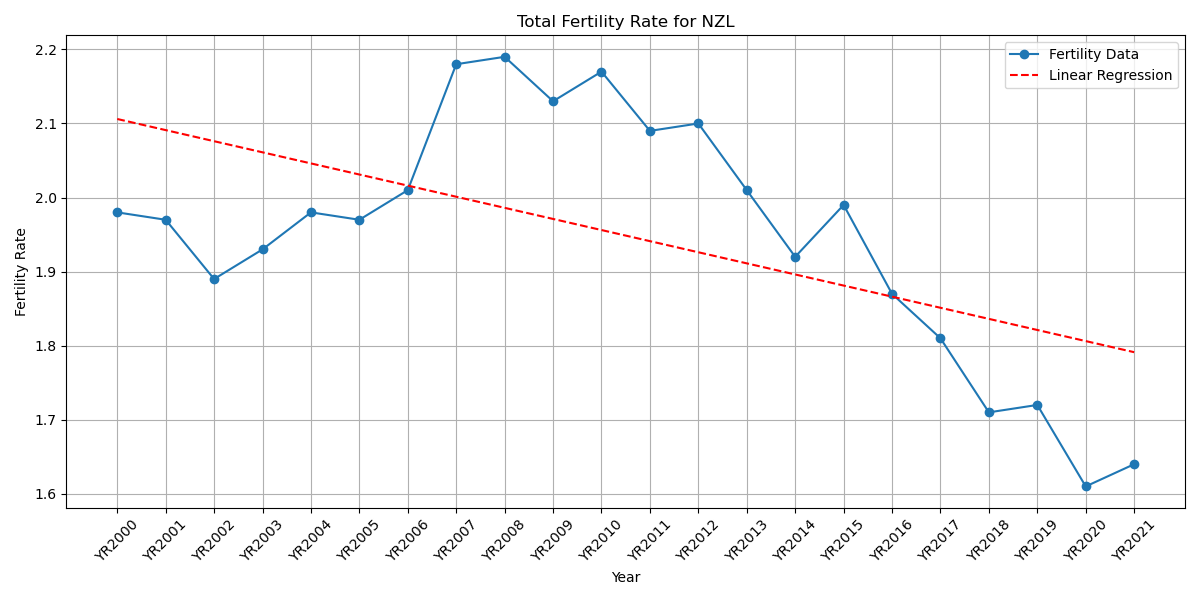 Total Fertility Rate for NZL
Fertility Data
Linear Regression
Fertility Rate
2.2
2.1
2.0
1.9
1.8
1.7
1.6
YR2000
YR2001
YR2002
YR2003
YR2004
YR2005
YR2006
YR2007
YR2008
YR2009
YR2010
YR2011
YR2012
YR2013
YR2014
YR2015
YR2016
YR2017
YR2018
YR2019
YR2020
YR2021
Year